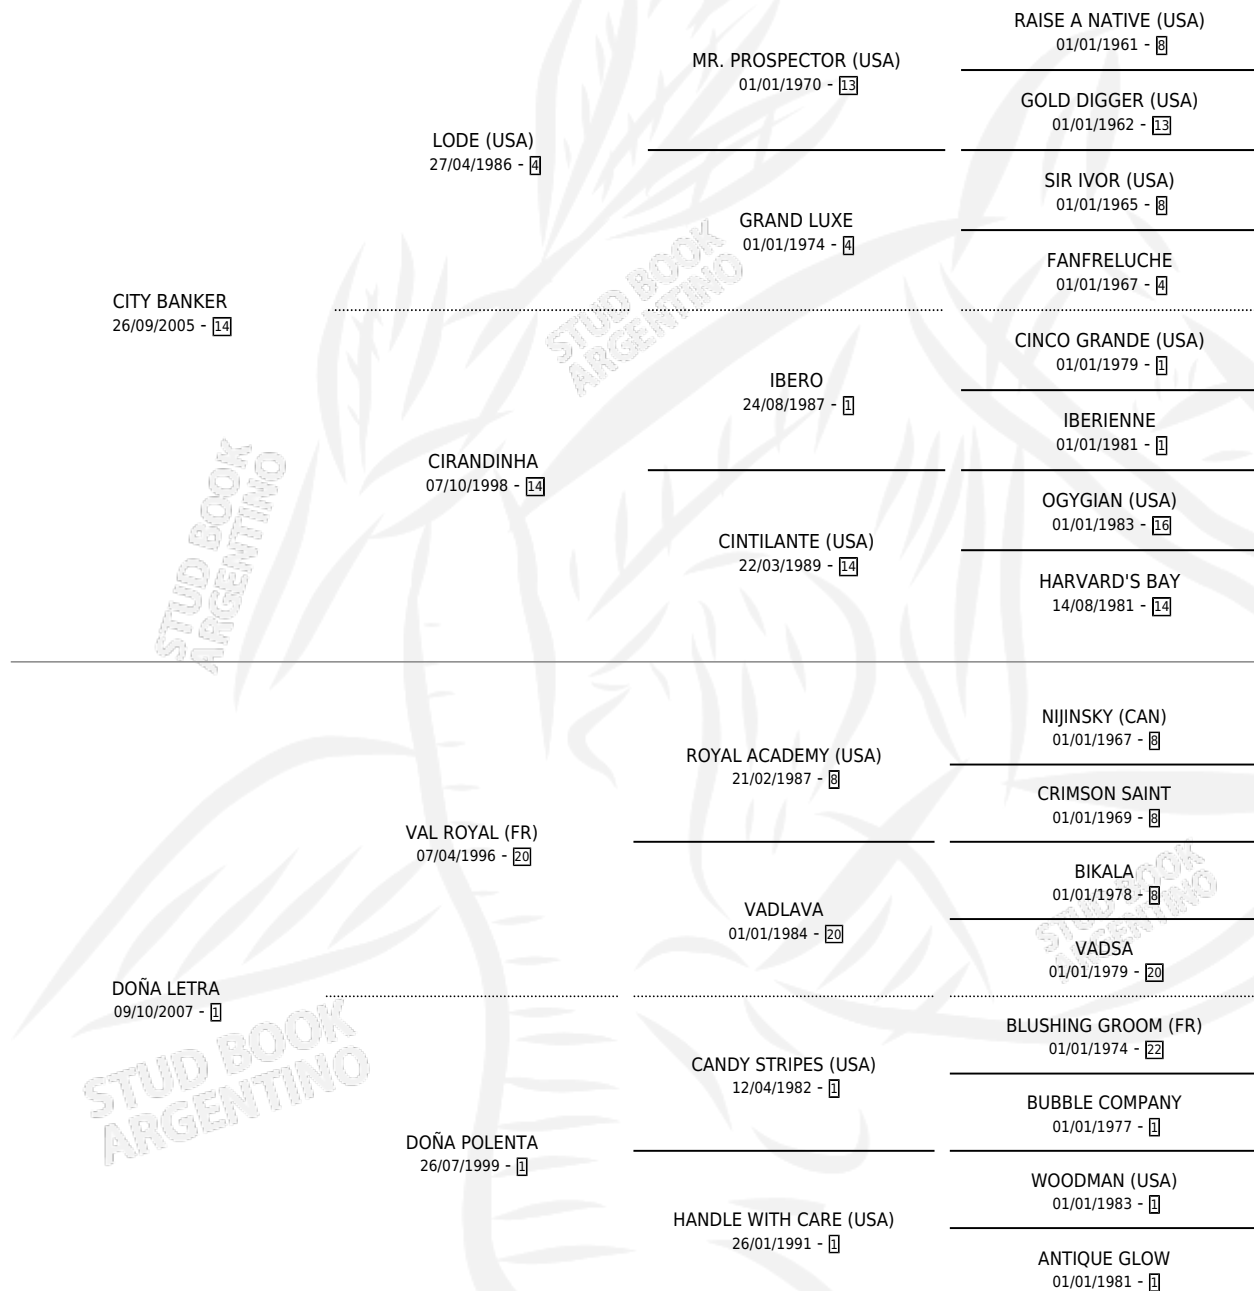 RAISE A NATIVE (USA)
01/01/1961 - 8
MR. PROSPECTOR (USA)
01/01/1970 - 13
GOLD DIGGER (USA)
01/01/1962 - 13
LODE (USA)
27/04/1986 - 4
SIR IVOR (USA)
01/01/1965 - 8
GRAND LUXE
01/01/1974 - 4
FANFRELUCHE
01/01/1967 - 4
CITY BANKER
26/09/2005 - 14
CINCO GRANDE (USA)
01/01/1979 - 1
IBERO
24/08/1987 - 1
IBERIENNE
01/01/1981 - 1
CIRANDINHA
07/10/1998 - 14
OGYGIAN (USA)
01/01/1983 - 16
CINTILANTE (USA)
22/03/1989 - 14
HARVARD'S BAY
14/08/1981 - 14
NIJINSKY (CAN)
01/01/1967 - 8
ROYAL ACADEMY (USA)
21/02/1987 - 8
CRIMSON SAINT
01/01/1969 - 8
VAL ROYAL (FR)
07/04/1996 - 20
BIKALA
01/01/1978 - 8
VADLAVA
01/01/1984 - 20
VADSA
01/01/1979 - 20
DOÑA LETRA
09/10/2007 - 1
BLUSHING GROOM (FR)
01/01/1974 - 22
CANDY STRIPES (USA)
12/04/1982 - 1
BUBBLE COMPANY
01/01/1977 - 1
DOÑA POLENTA
26/07/1999 - 1
WOODMAN (USA)
01/01/1983 - 1
HANDLE WITH CARE (USA)
26/01/1991 - 1
ANTIQUE GLOW
01/01/1981 - 1
STUD BOOK
ARGENTINO
STUD BOOK
ARGENTINO
STUD BOOK
ARGENTINO
STUD BOOK
ARGENTINO